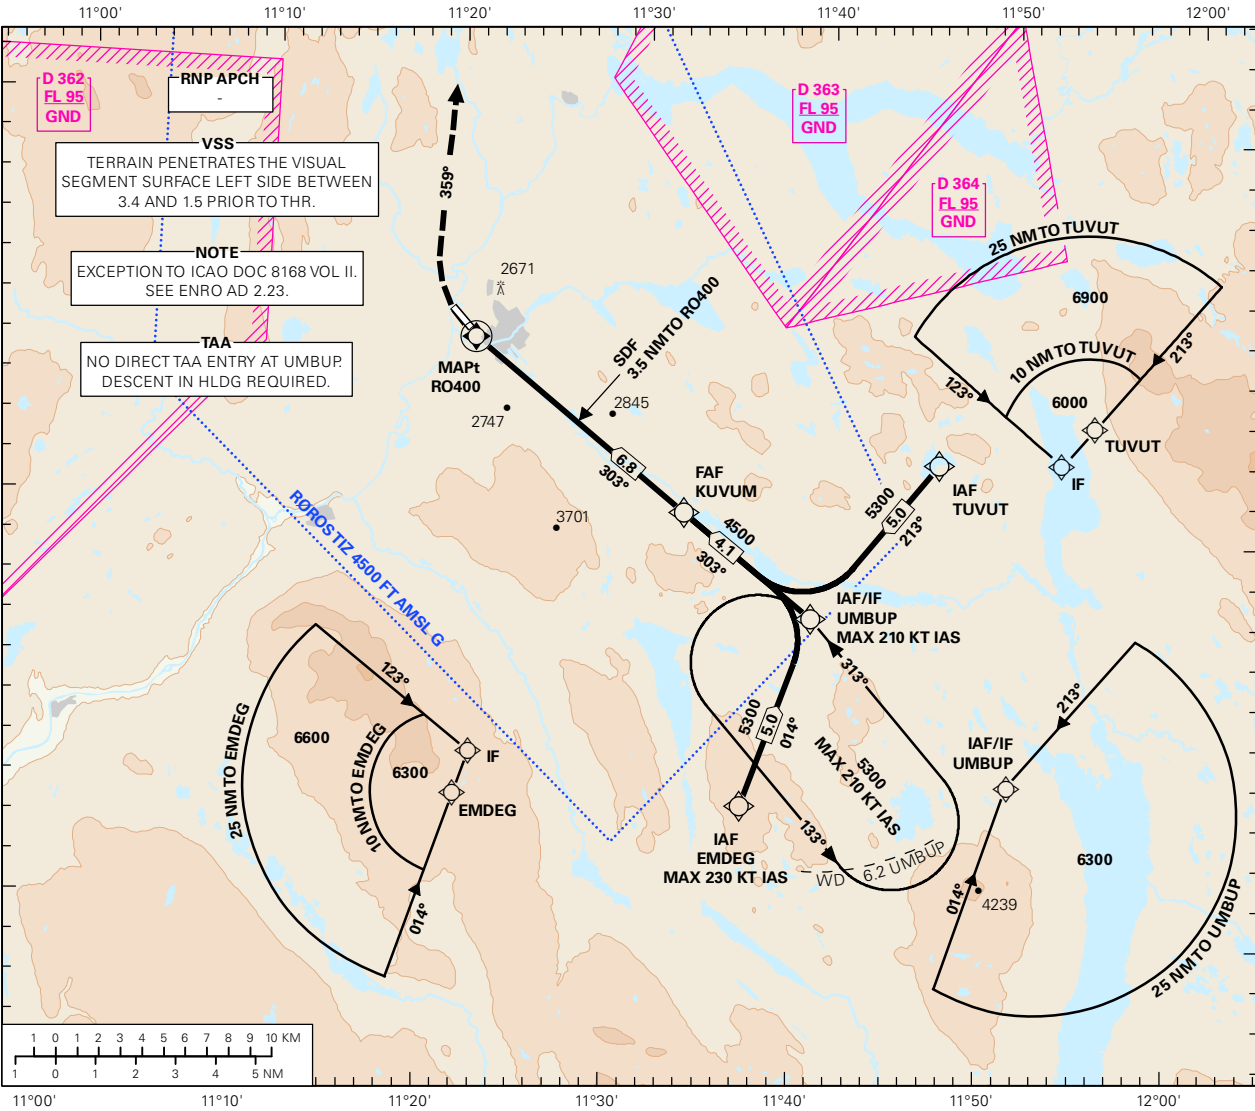 11°00'
11°10'
11°20'
11°30'
11°40'
11°50'
12°00'
D 362
FL 95
GND
RNP APCH
-
VSS
TERRAIN PENETRATES THE VISUAL
SEGMENT SURFACE LEFT SIDE BETWEEN
3.4 AND 1.5 PRIOR TO THR.
NOTE
EXCEPTION TO ICAO DOC 8168 VOL II.
SEE ENRO AD 2.23.
TAA
NO DIRECT TAA ENTRY AT UMBUP.
DESCENT IN HLDG REQUIRED.
359°
D 363
FL 95
GND
D 364
FL 95
GND
25 NM TO TUVUT
6900
10 NM TO TUVUT
6000
123°
213°
TUVUT
IF
2671
MAPt
RO400
SDF
3.5 NM TO RO400
2747
2845
6.8
303°
FAF
KUVUM
3701
4500
4.1
303°
IAF
TUVUT
5300
5.0
213°
RØROS TIZ 4500 FT AMSL G
IAF/IF
UMBUP
MAX 210 KT IAS
313°
5300
5.0
014°
5300
MAX 210 KT IAS
133°
IAF
EMDEG
MAX 230 KT IAS
WD 6.2 UMBUP
123°
25 NM TO EMDEG
6600
10 NM TO EMDEG
6300
IF
EMDEG
014°
213°
IAF/IF
UMBUP
6300
014°
4239
25 NM TO UMBUP
1 0 1 2 3 4 5 6 7 8 9 10 KM
1 0 1 2 3 4 5 NM
11°00'
11°10'
11°20'
11°30'
11°40'
11°50'
12°00'